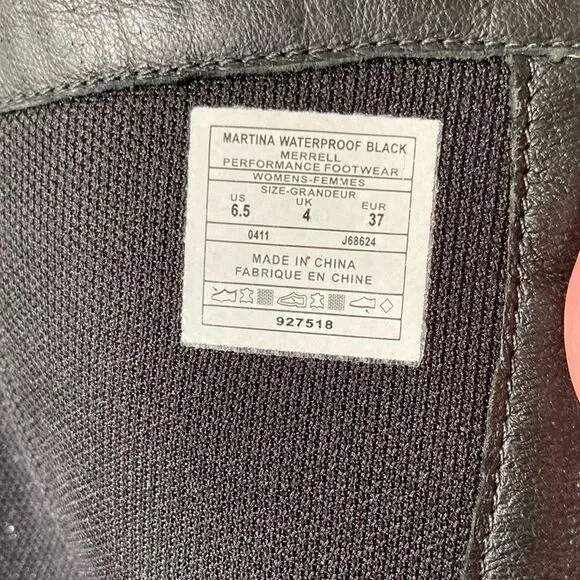 MARTINA WATERPROOF BLACK
MERRELL
PERFORMANCE FOOTWEAR
WOMENS-FEMMES
SIZE-GRANDEUR
US UK EUR
6.5 4 37
0411 J68624
MADE IN CHINA
FABRIQUE EN CHINE
927518